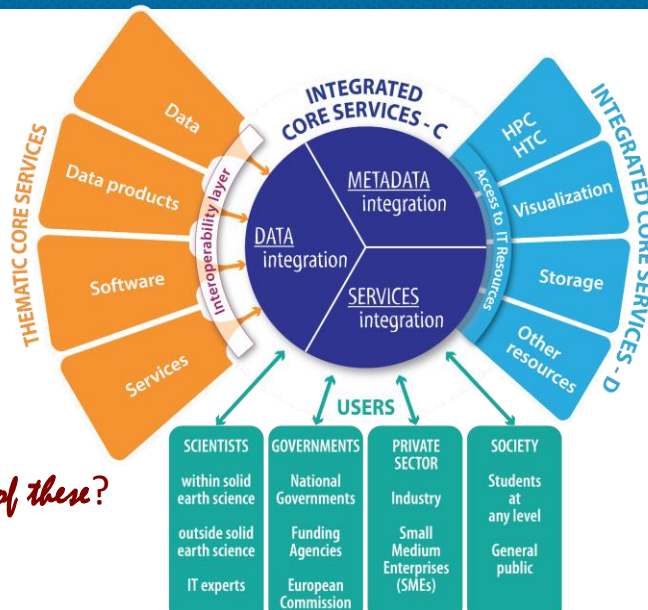 THEMATIC CORE SERVICES
Data
Data products
Software
Services
Interoperability layer
INTEGRATED
CORE SERVICES - C
METADATA
integration
DATA
integration
SERVICES
integration
Access to IT Resources
HPC
HTC
Visualization
Storage
Other
resources
INTEGRATED CORE SERVICES - D
USERS
SCIENTISTS
within solid
earth science
outside solid
earth science
IT experts
GOVERNMENTS
National
Governments
Funding
Agencies
European
Commission
PRIVATE
SECTOR
Industry
Small
Medium
Enterprises
(SMEs)
SOCIETY
Students
at
any level
General
public
of these?